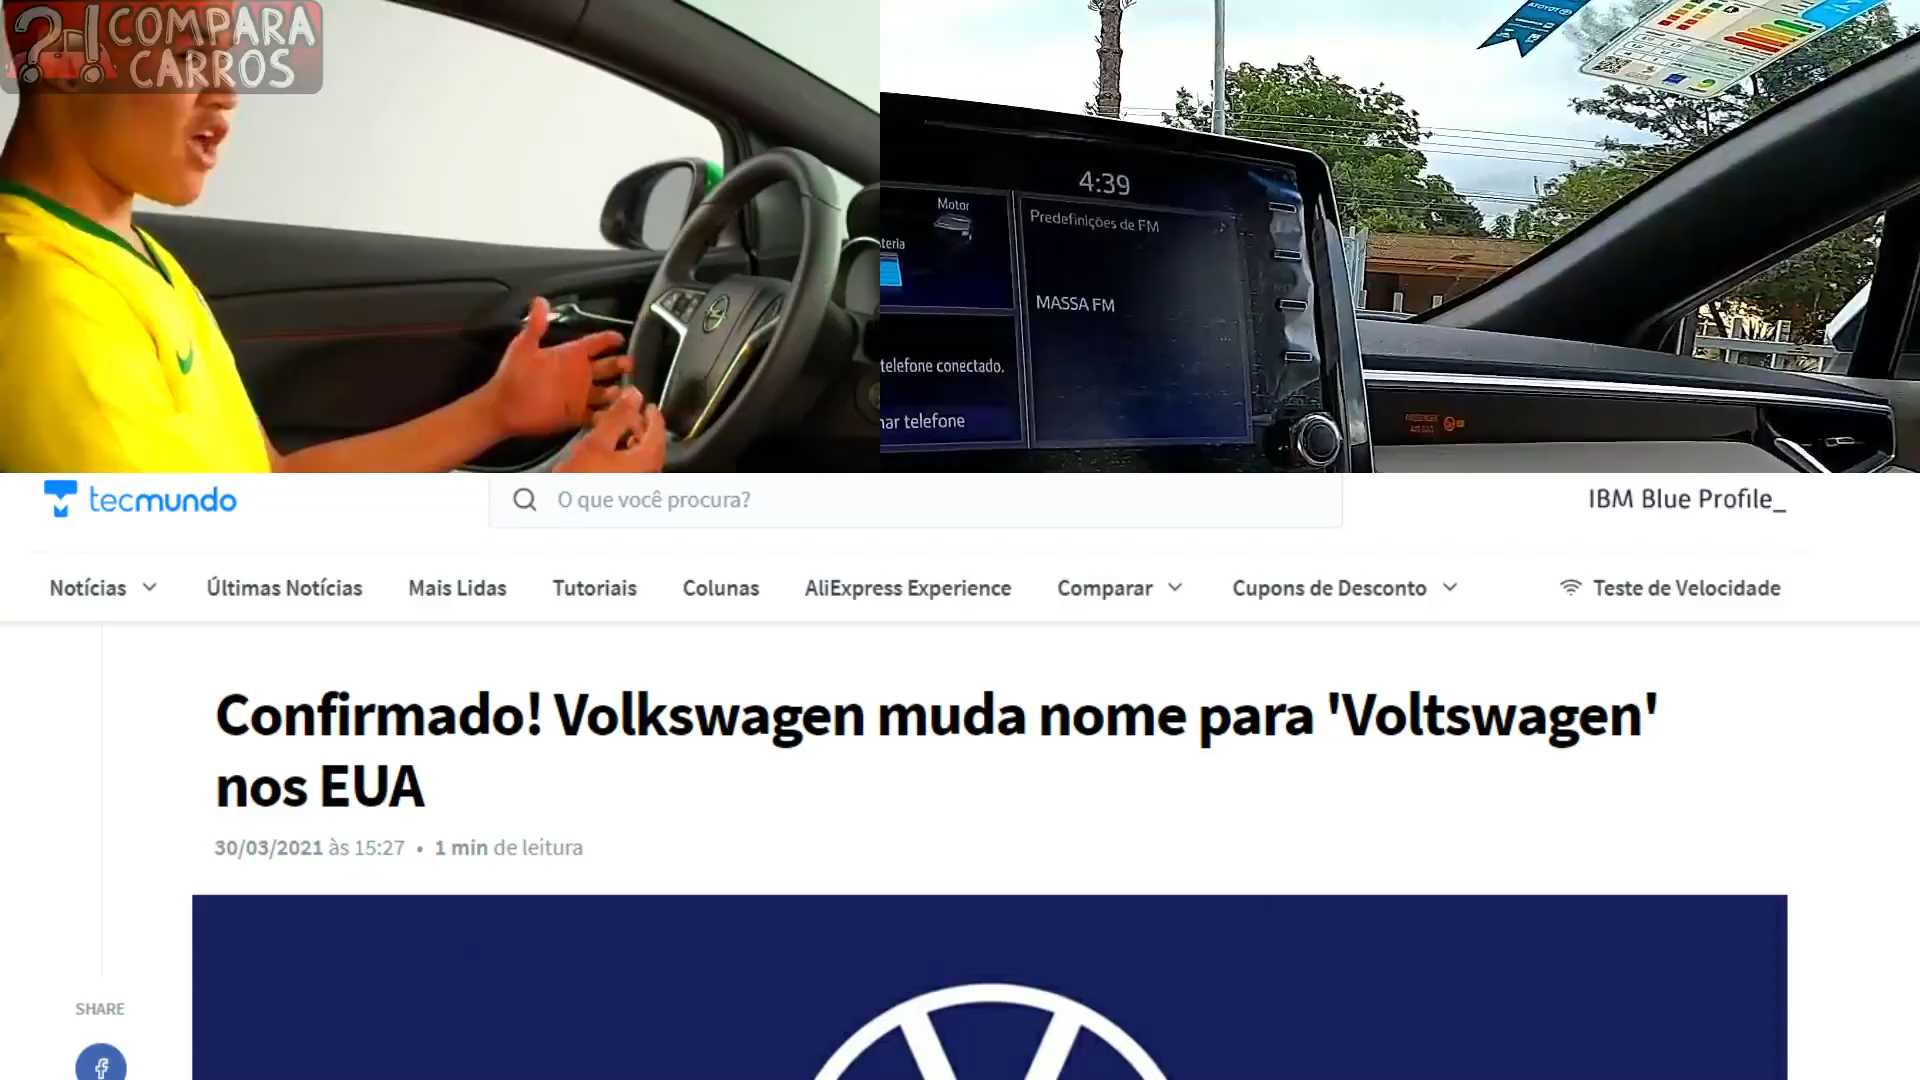 COMPARA
CARROS
4:39
Motor
Predefinições de FM
teria
MASSA FM
telefone conectado.
nar telefone
PASSENGER
tecmundo
O que você procura?
IBM Blue Profile_
Notícias
Últimas Notícias
Mais Lidas
Tutoriais
Colunas
AliExpress Experience
Comparar
Cupons de Desconto
Teste de Velocidade
Confirmado! Volkswagen muda nome para 'Voltswagen'
nos EUA
30/03/2021 às 15:27 • 1 min de leitura
SHARE